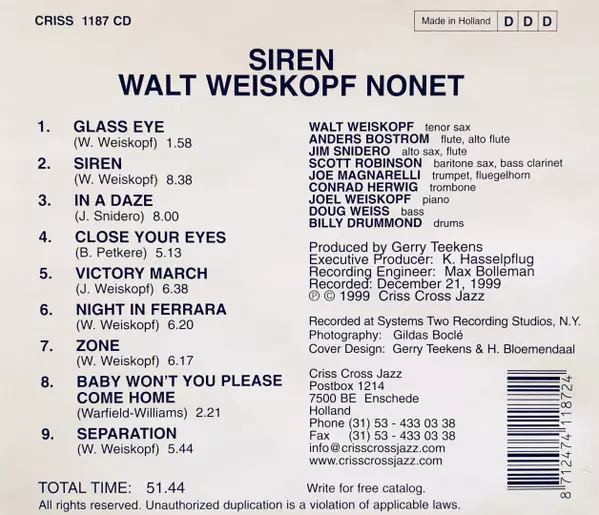 CRISS 1187 CD
Made in Holland D D D
SIREN
WALT WEISKOPF NONET
1. GLASS EYE
(W. Weiskopf) 1.58
2. SIREN
(W. Weiskopf) 8.38
3. IN A DAZE
(J. Snidero) 8.00
4. CLOSE YOUR EYES
(B. Petkere) 5.13
5. VICTORY MARCH
(J. Weiskopf) 6.38
6. NIGHT IN FERRARA
(W. Weiskopf) 6.20
7. ZONE
(W. Weiskopf) 6.17
8. BABY WON'T YOU PLEASE
COME HOME
(Warfield-Williams) 2.21
9. SEPARATION
(W. Weiskopf) 5.44
WALT WEISKOPF tenor sax
ANDERS BOSTROM flute, alto flute
JIM SNIDERO alto sax, flute
SCOTT ROBINSON baritone sax, bass clarinet
JOE MAGNARELLI trumpet, fluegelhorn
CONRAD HERWIG trombone
JOEL WEISKOPF piano
DOUG WEISS bass
BILLY DRUMMOND drums
Produced by Gerry Teekens
Executive Producer: K. Hasselpflug
Recording Engineer: Max Bolleman
Recorded: December 21, 1999
℗ © 1999 Criss Cross Jazz
Recorded at Systems Two Recording Studios, N.Y.
Photography: Gildas Boclé
Cover Design: Gerry Teekens & H. Bloemendaal
Criss Cross Jazz
Postbox 1214
7500 BE Enschede
Holland
Phone (31) 53 - 433 03 38
Fax (31) 53 - 433 03 38
info@crisscrossjazz.com
www.crisscrossjazz.com
8 712474 118724
TOTAL TIME: 51.44
Write for free catalog.
All rights reserved. Unauthorized duplication is a violation of applicable laws.